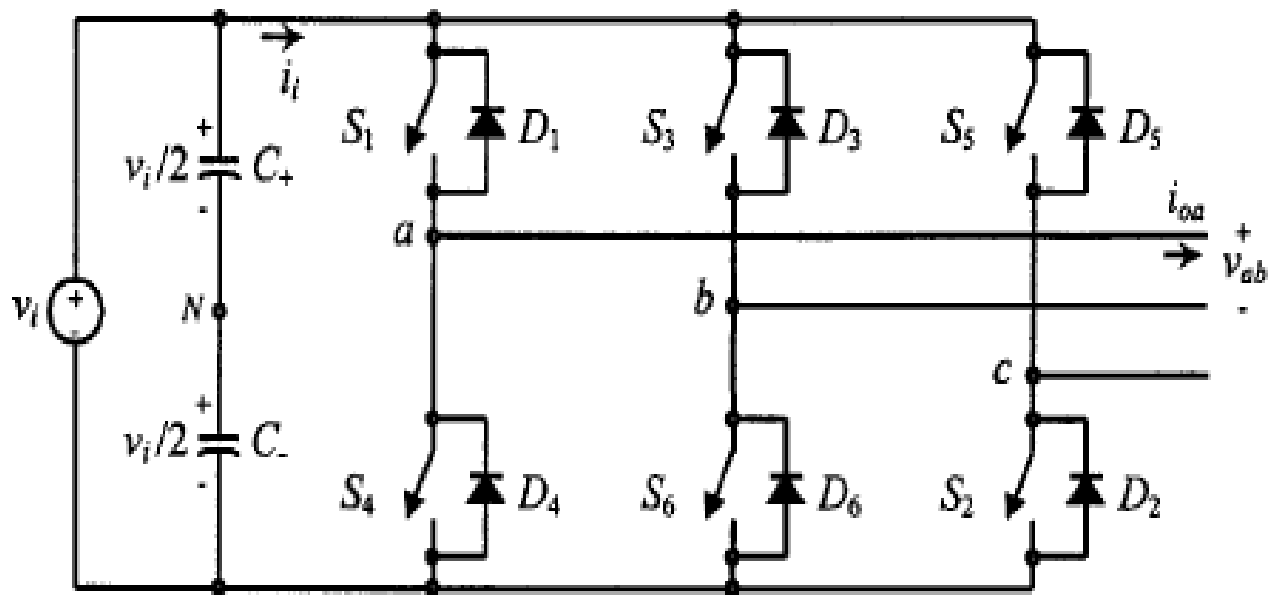 i_i
S_1 D_1 S_3 D_3 S_5 D_5
+
v_i/2 C_+
-
i_oa
a +
v_ab
v_i + - N b -
c
+
v_i/2 C_-
-
S_4 D_4 S_6 D_6 S_2 D_2